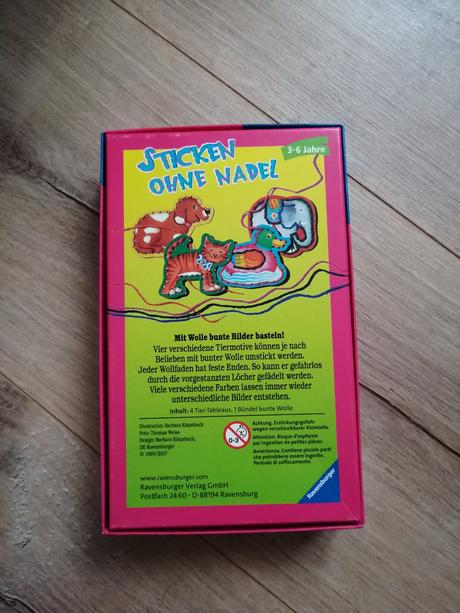 STICKEN
OHNE NADEL
3-6 Jahre
Mit Wolle bunte Bilder basteln!
Vier verschiedene Tiermotive können je nach
Belieben mit bunter Wolle umstickt werden.
Jeder Wollfaden hat feste Enden. So kann er gefahrlos
durch die vorgestanzten Löcher gefädelt werden.
Viele verschiedene Farben lassen immer wieder
unterschiedliche Bilder entstehen.
Inhalt: 4 Tier-Tableaus, 1 Bündel bunte Wolle
Illustration: Barbara Kinzebach
Foto: Thomas Weiss
Design: Barbara Kinzebach,
DE Ravensburger
© 1999/2017
0-3
Achtung. Erstickungsgefahr
wegen verschluckbarer Kleinteile.
Attention. Risque d'asphyxie
par ingestion de petites pièces.
Avvertenza. Contiene piccole parti
che potrebbero essere ingerite.
Pericolo di soffocamento.
www.ravensburger.com
Ravensburger Verlag GmbH
Postfach 24 60 · D-88194 Ravensburg
Ravensburger